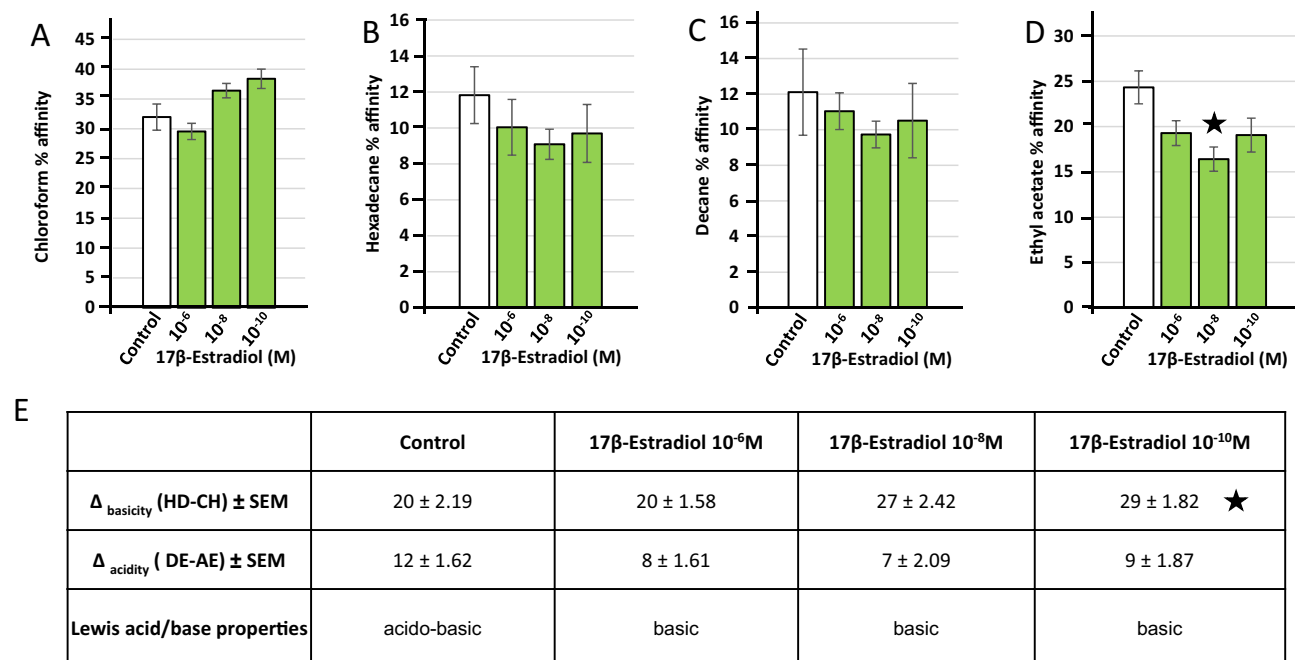 A
Chloroform % affinity
45
40
35
30
25
20
15
10
5
0
Control
10⁻⁶
10⁻⁸
10⁻¹⁰
17β-Estradiol (M)
B
Hexadecane % affinity
16
14
12
10
8
6
4
2
0
Control
10⁻⁶
10⁻⁸
10⁻¹⁰
17β-Estradiol (M)
C
Decane % affinity
16
14
12
10
8
6
4
2
0
Control
10⁻⁶
10⁻⁸
10⁻¹⁰
17β-Estradiol (M)
D
Ethyl acetate % affinity
30
25
20
15
10
5
0
Control
10⁻⁶
10⁻⁸
10⁻¹⁰
17β-Estradiol (M)
E
Control 17β-Estradiol 10⁻⁶M 17β-Estradiol 10⁻⁸M 17β-Estradiol 10⁻¹⁰M
Δ basicity (HD-CH) ± SEM 20 ± 2.19 20 ± 1.58 27 ± 2.42 29 ± 1.82 ★
Δ acidity ( DE-AE) ± SEM 12 ± 1.62 8 ± 1.61 7 ± 2.09 9 ± 1.87
Lewis acid/base properties acido-basic basic basic basic